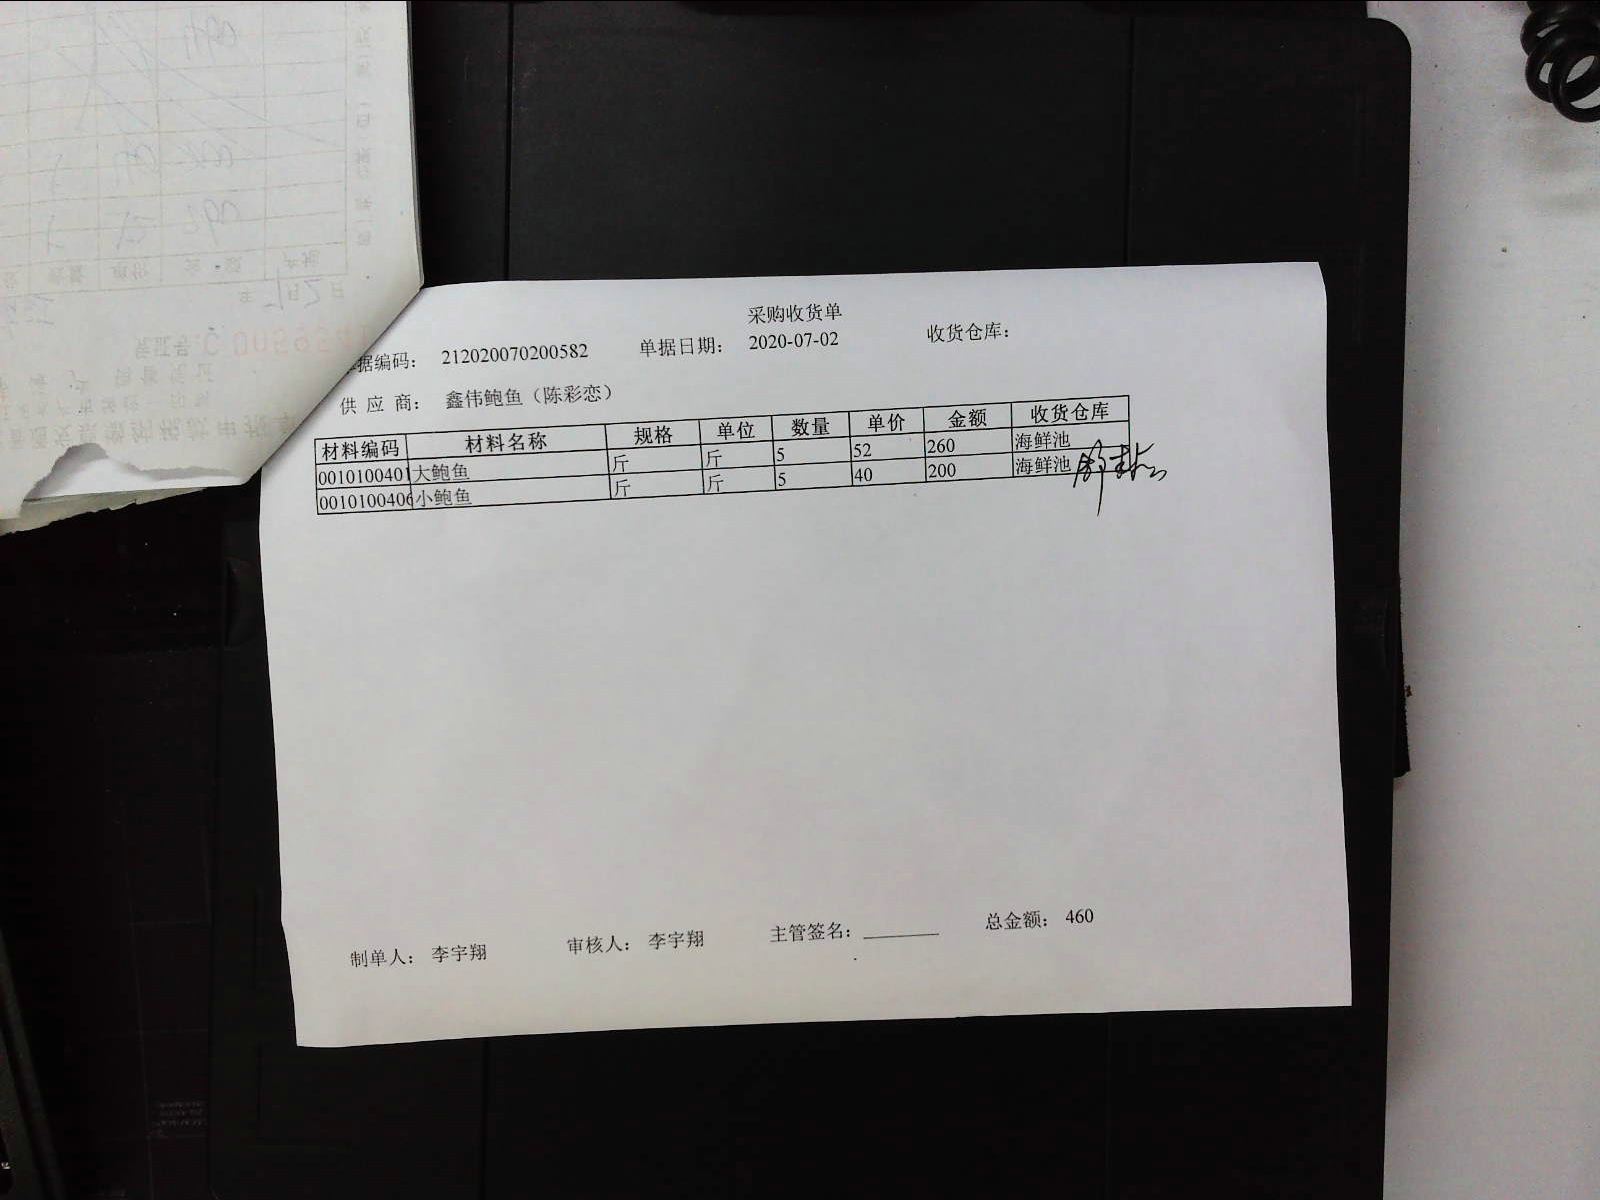 采购收货单
据编码： 212020070200582 单据日期： 2020-07-02 收货仓库：
供 应 商： 鑫伟鲍鱼（陈彩恋）
材料编码 材料名称 规格 单位 数量 单价 金额 收货仓库
0010100401 大鲍鱼 斤 斤 5 52 260 海鲜池
0010100406 小鲍鱼 斤 斤 5 40 200 海鲜池
制单人： 李宇翔 审核人： 李宇翔 主管签名： 总金额： 460